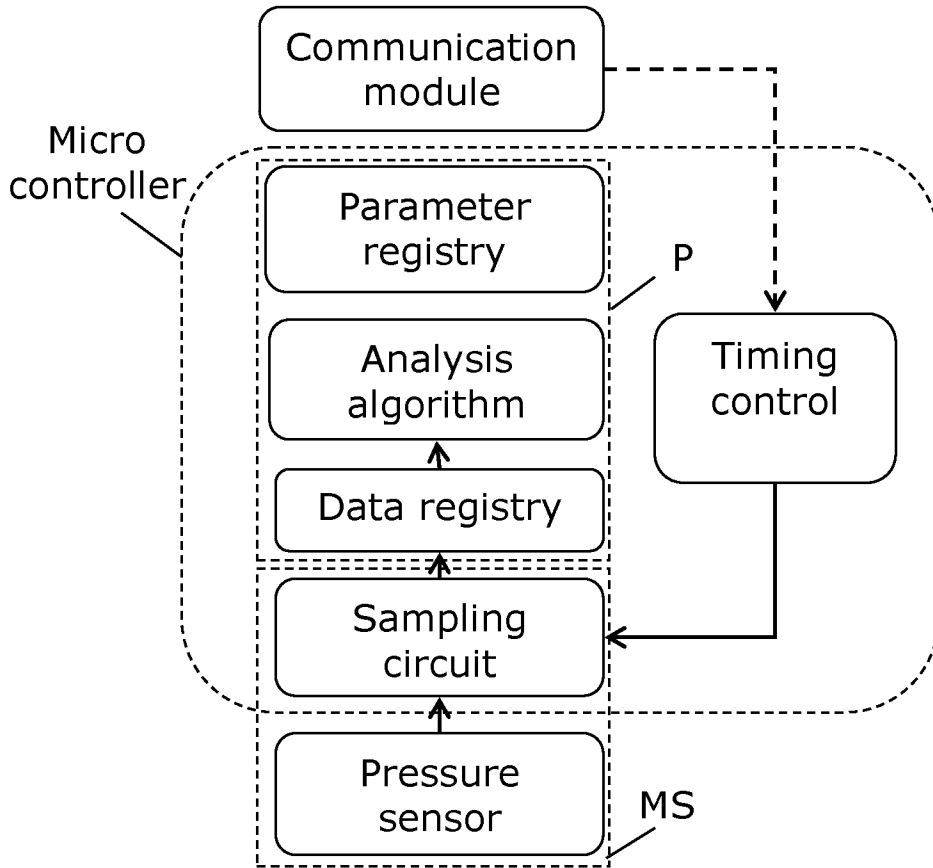 Communication
module
Micro
controller
Parameter
registry
P
Analysis
algorithm
Timing
control
Data registry
Sampling
circuit
Pressure
sensor
MS